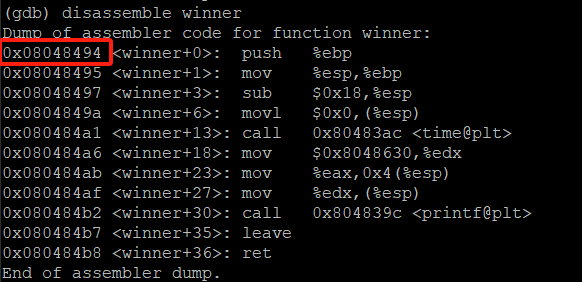 (gdb) disassemble winner
Dump of assembler code for function winner:
0x08048494 <winner+0>: push %ebp
0x08048495 <winner+1>: mov %esp,%ebp
0x08048497 <winner+3>: sub $0x18,%esp
0x0804849a <winner+6>: movl $0x0,(%esp)
0x080484a1 <winner+13>: call 0x80483ac <time@plt>
0x080484a6 <winner+18>: mov $0x8048630,%edx
0x080484ab <winner+23>: mov %eax,0x4(%esp)
0x080484af <winner+27>: mov %edx,(%esp)
0x080484b2 <winner+30>: call 0x804839c <printf@plt>
0x080484b7 <winner+35>: leave
0x080484b8 <winner+36>: ret
End of assembler dump.